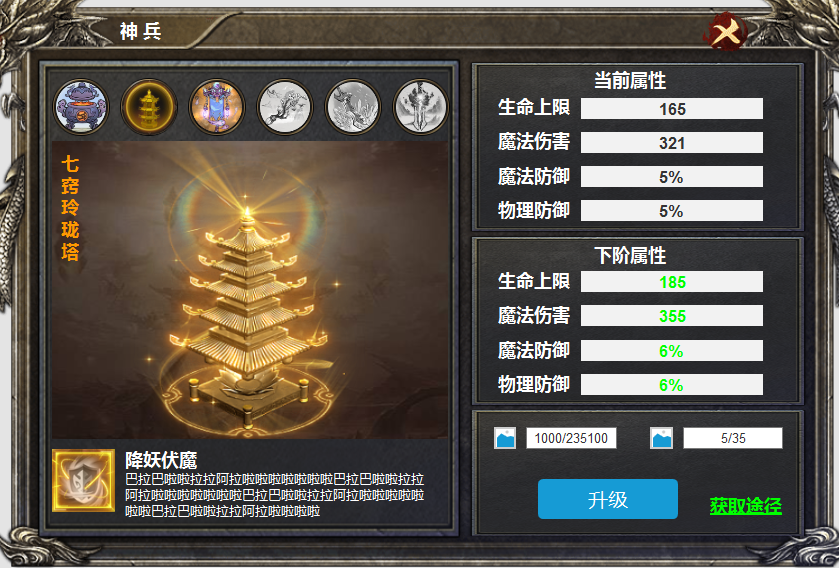 神兵
七窍玲珑塔
降妖伏魔
巴拉巴啦啦拉拉阿拉啦啦啦啦啦啦啦巴拉巴啦啦拉拉
阿拉啦啦啦啦啦啦啦巴拉巴啦啦拉拉阿拉啦啦啦啦啦
啦啦巴拉巴啦啦拉拉阿拉啦啦啦啦
当前属性
生命上限 165
魔法伤害 321
魔法防御 5%
物理防御 5%
下阶属性
生命上限 185
魔法伤害 355
魔法防御 6%
物理防御 6%
1000/235100 5/35
升级 获取途径